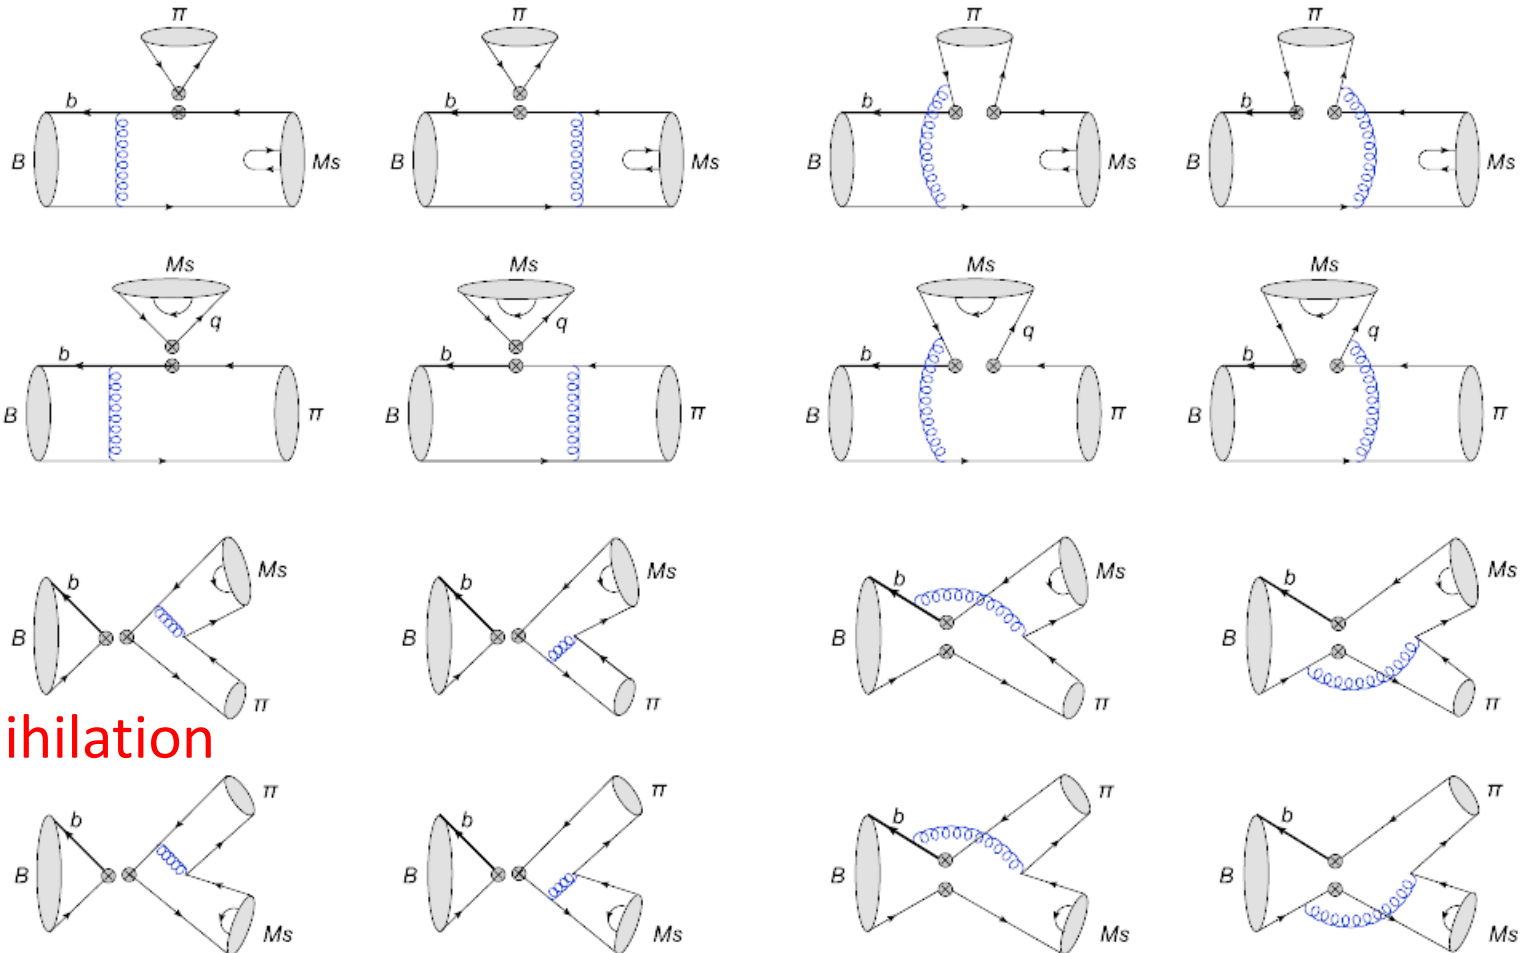 π π π π
b b b b
B Ms B Ms B Ms B Ms
Ms Ms Ms Ms
q q q
b b b b
B π B π B π B π
b Ms b Ms b Ms b Ms
B B B B
π π π π
ihilation
π π π π
b b b b
B B B B
Ms Ms Ms Ms